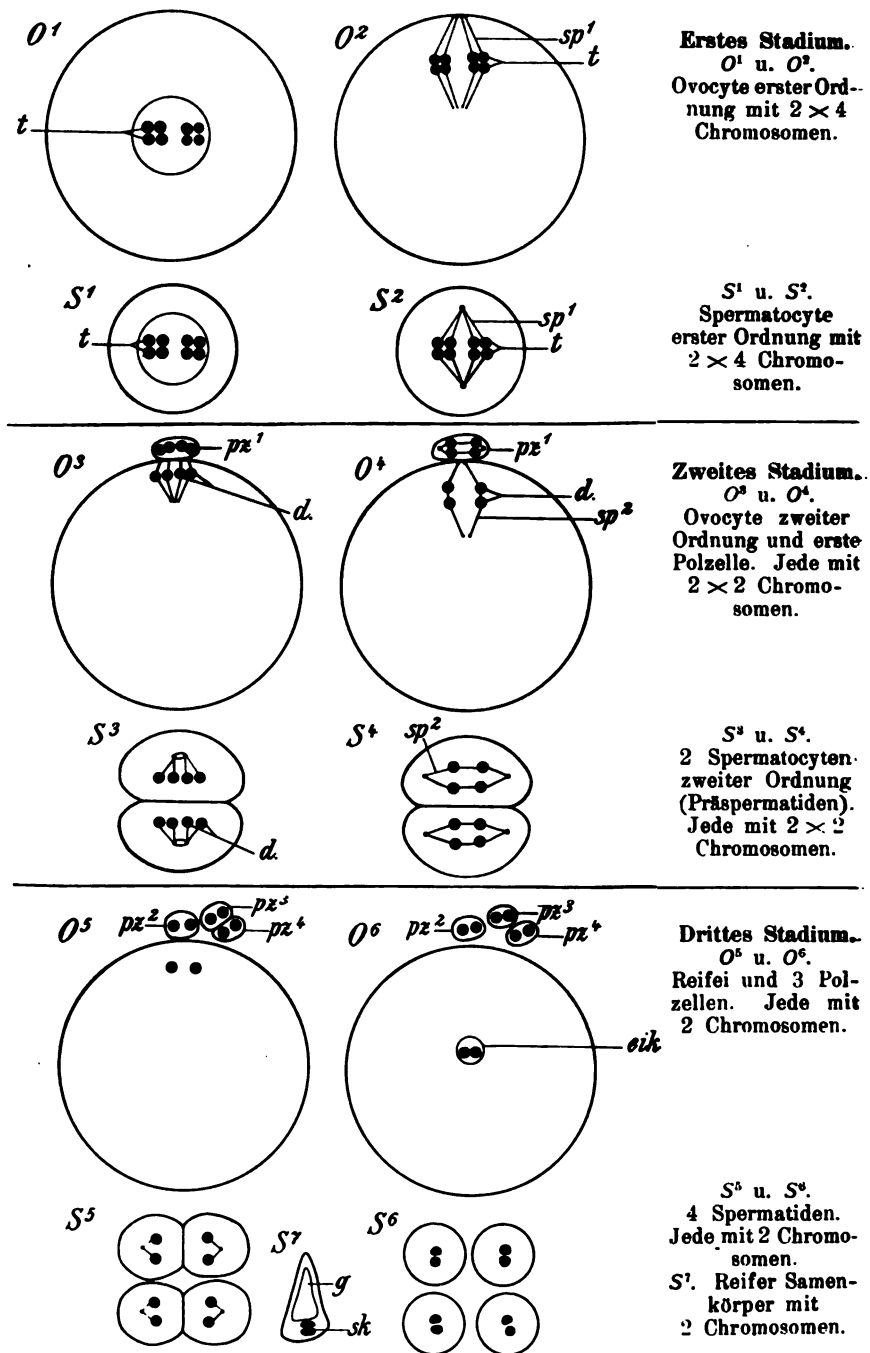 O¹
O²
sp¹
t
t
Erstes Stadium.
O¹ u. O².
Ovocyte erster Ord-
nung mit 2 × 4
Chromosomen.
S¹
S²
t
sp¹
t
S¹ u. S².
Spermatocyte
erster Ordnung mit
2 × 4 Chromo-
somen.
O³
pz¹
d.
O⁴
pz¹
d.
sp²
Zweites Stadium.
O³ u. O⁴.
Ovocyte zweiter
Ordnung und erste
Polzelle. Jede mit
2 × 2 Chromo-
somen.
S³
d.
S⁴
sp²
S³ u. S⁴.
2 Spermatocyten
zweiter Ordnung
(Präspermatiden).
Jede mit 2 × 2
Chromosomen.
O⁵
pz²
pz³
pz⁴
O⁶
pz²
pz³
pz⁴
eik
Drittes Stadium.
O⁵ u. O⁶.
Reifei und 3 Pol-
zellen. Jede mit
2 Chromosomen.
S⁵
S⁷
g
sk
S⁶
S⁵ u. S⁶.
4 Spermatiden.
Jede mit 2 Chromo-
somen.
S⁷. Reifer Samen-
körper mit
2 Chromosomen.